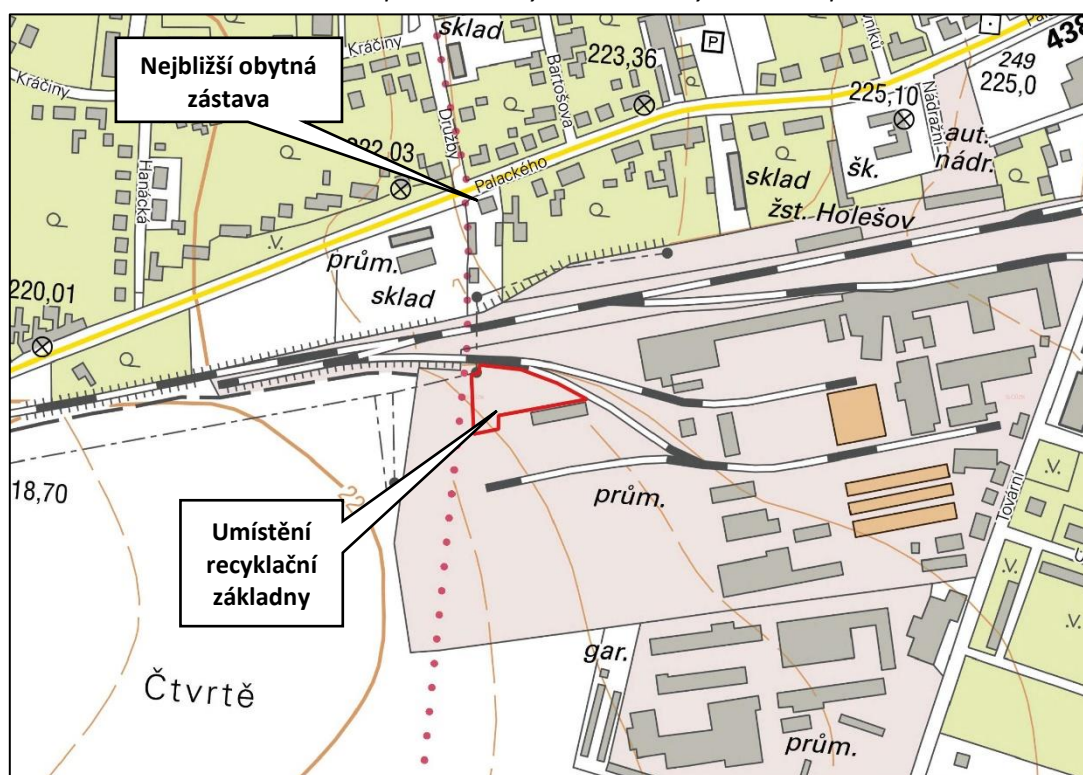 Nejbližší obytná
zástava
sklad
Kráčiny
Kráčiny
Bartošova
223,36
P
Družby
Hanácká
Palackého
225,10
Nádražní
438
249
225,0
aut.
nádr.
sklad
šk.
žst. Holešov
prům.
sklad
220,01
18,70
22
Umístění
recyklační
základny
prům.
Tovární
gar.
Čtvrtě
prům.